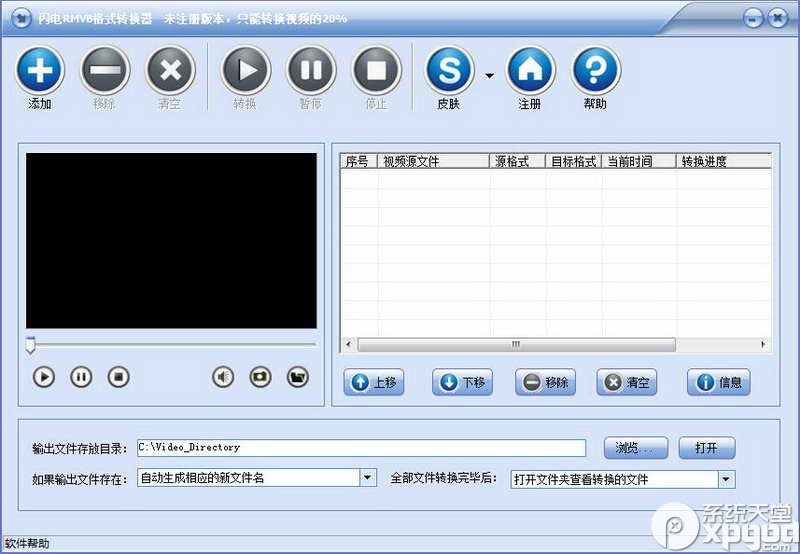 闪电RMVB格式转换器 未注册版本，只能转换视频的20%
添加 移除 清空 转换 暂停 停止 S 皮肤 注册 ? 帮助
序号 视频源文件 源格式 目标格式 当前时间 转换进度
上移 下移 移除 清空 信息
输出文件存放目录： C:\Video_Directory 浏览... 打开
如果输出文件存在： 自动生成相应的新文件名 全部文件转换完毕后： 打开文件夹查看转换的文件
系统天堂
xpgod
.com
软件帮助